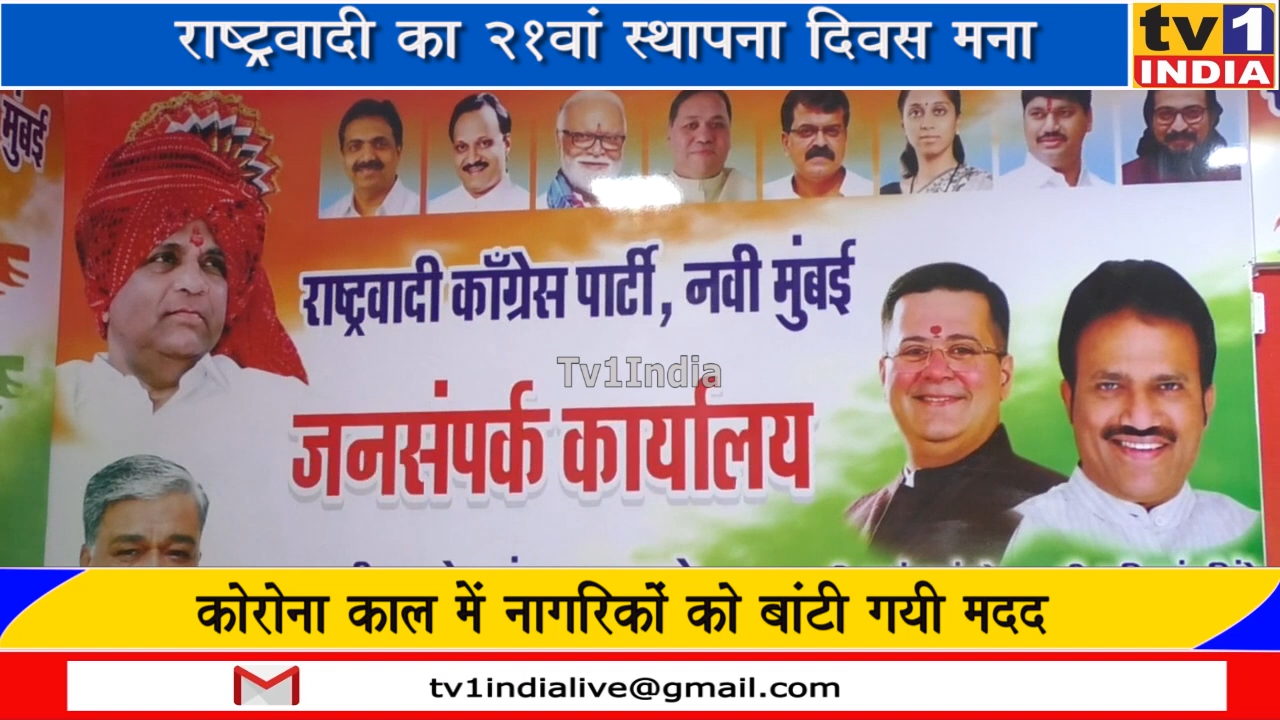 राष्ट्रवादी का २१वां स्थापना दिवस मना
tv1
INDIA
मुंबई
राष्ट्रवादी काँग्रेस पार्टी, नवी मुंबई
Tv1India
जनसंपर्क कार्यालय
कोरोना काल में नागरिकों को बांटी गयी मदद
tv1indialive@gmail.com